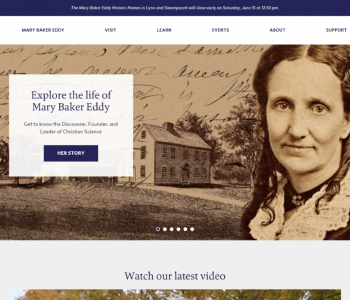 The Mary Baker Eddy Historic Homes in Lynn and Swampscott will close early on Saturday, June 15 at 12:30 pm
MARY BAKER EDDY VISIT LEARN EVENTS ABOUT SUPPORT
Explore the life of
Mary Baker Eddy
Get to know the Discoverer, Founder, and
Leader of Christian Science
HER STORY
Watch our latest video